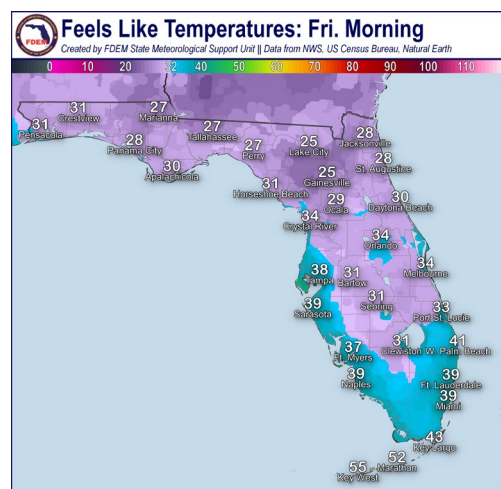 FDEM
Feels Like Temperatures: Fri. Morning
Created by FDEM State Meteorological Support Unit || Data from NWS, US Census Bureau, Natural Earth
0 10 20 32 40 50 60 70 80 90 100 110
31
Crestview
27
Marianna
31
Pensacola
28
Panama City
27
Tallahassee
27
Perry
25
Lake City
28
Jacksonville
28
St. Augustine
30
Apalachicola
25
Gainesville
31
Horseshoe Beach
29
Ocala
30
Daytona Beach
34
Crystal River
34
Orlando
38
Tampa
31
Bartow
34
Melbourne
39
Sarasota
31
Sebring
33
Port St. Lucie
37
Ft. Myers
31
Clewiston
41
W. Palm Beach
39
Naples
39
Ft. Lauderdale
39
Miami
43
Key Largo
52
Marathon
55
Key West